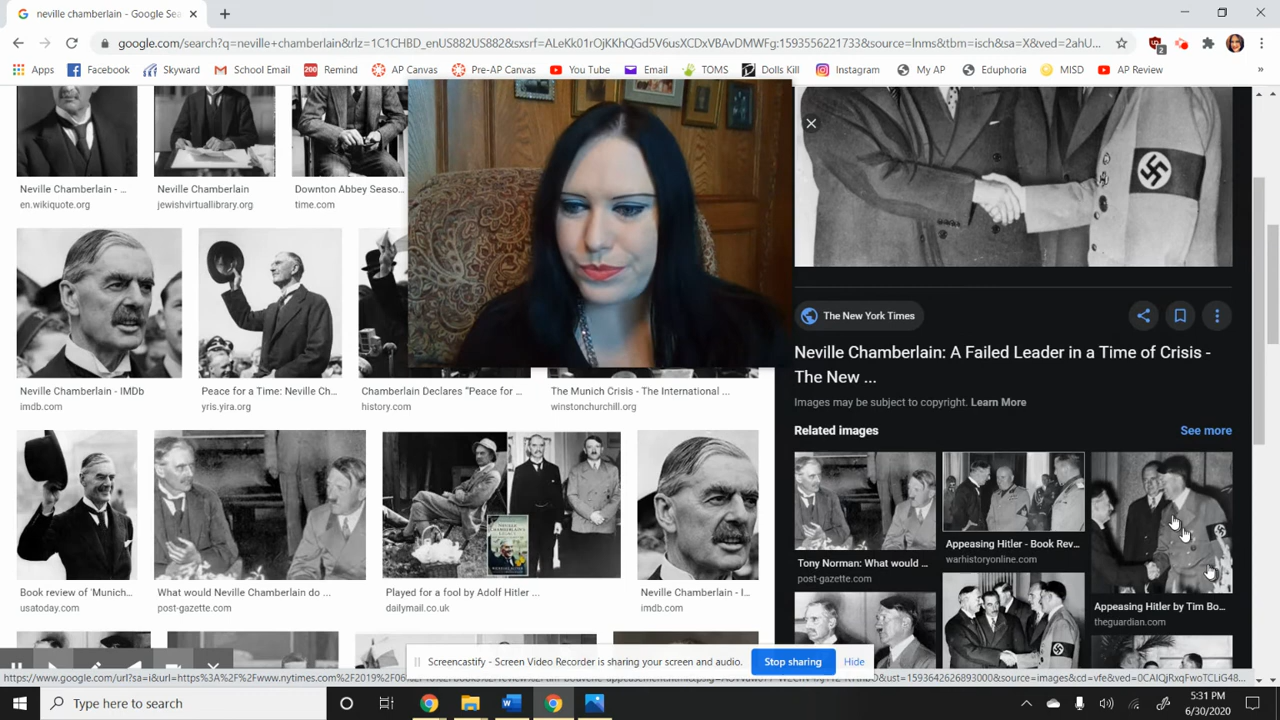 neville chamberlain - Google Sea
google.com/search?q=neville+chamberlain&rlz=1C1CHBD_enUS882US882&sxsrf=ALeKk01rOjKKhQGd5V6usXCDxVBAvDMWFg:1593556221733&source=lnms&tbm=isch&sa=X&ved=2ahU...
Apps
Facebook
Skyward
School Email
200
Remind
AP Canvas
Pre-AP Canvas
You Tube
Email
TOMS
Dolls Kill
Instagram
My AP
Euphoria
Misc
AP Review
»
Neville Chamberlain - ...
en.wikiquote.org
Neville Chamberlain
jewishvirtuallibrary.org
Downton Abbey Seaso...
time.com
The New York Times
Neville Chamberlain: A Failed Leader in a Time of Crisis -
The New ...
Images may be subject to copyright. Learn More
Related images
See more
Neville Chamberlain - IMDb
imdb.com
Peace for a Time: Neville Ch...
yris.yira.org
Chamberlain Declares "Peace for ...
history.com
The Munich Crisis - The International ...
winstonchurchill.org
Tony Norman: What would ...
post-gazette.com
Appeasing Hitler - Book Rev...
warhistoryonline.com
Appeasing Hitler by Tim Bo...
theguardian.com
Book review of 'Munich...
usatoday.com
What would Neville Chamberlain do ...
post-gazette.com
Played for a fool by Adolf Hitler ...
dailymail.co.uk
Neville Chamberlain - I...
imdb.com
Screencastify - Screen Video Recorder is sharing your screen and audio.
Stop sharing
Hide
Type here to search
5:31 PM
6/30/2020